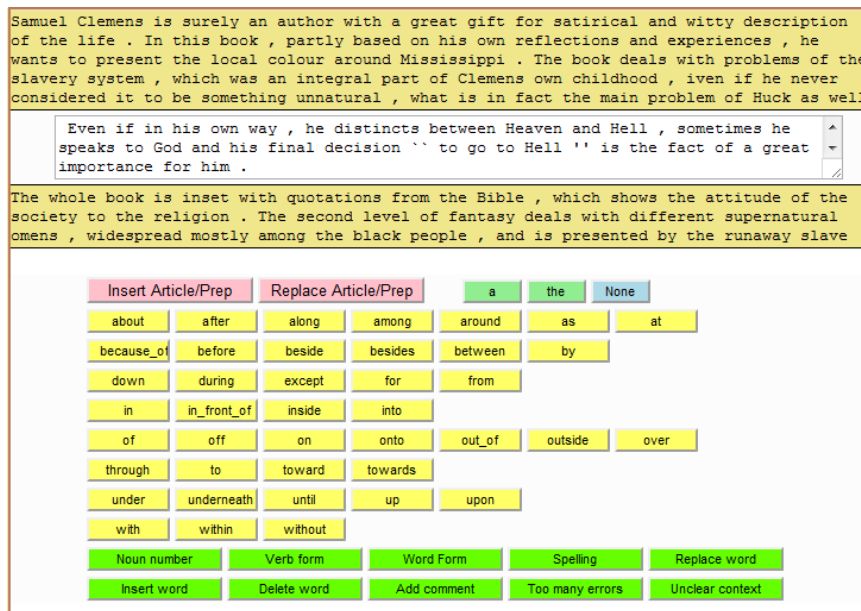 Samuel Clemens is surely an author with a great gift for satirical and witty description
of the life . In this book , partly based on his own reflections and experiences , he
wants to present the local colour around Mississippi . The book deals with problems of the
slavery system , which was an integral part of Clemens own childhood , iven if he never
considered it to be something unnatural , what is in fact the main problem of Huck as well
Even if in his own way , he distincts between Heaven and Hell , sometimes he
speaks to God and his final decision `` to go to Hell '' is the fact of a great
importance for him .
The whole book is inset with quotations from the Bible , which shows the attitude of the
society to the religion . The second level of fantasy deals with different supernatural
omens , widespread mostly among the black people , and is presented by the runaway slave
Insert Article/Prep Replace Article/Prep a the None
about after along among around as at
because_of before beside besides between by
down during except for from
in in_front_of inside into
of off on onto out_of outside over
through to toward towards
under underneath until up upon
with within without
Noun number Verb form Word Form Spelling Replace word
Insert word Delete word Add comment Too many errors Unclear context